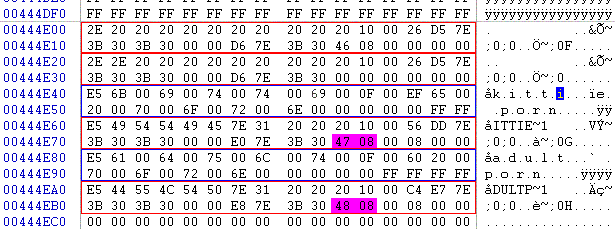 00444DF0 FF FF FF FF FF FF FF FF FF FF FF FF FF FF FF FF ÿÿÿÿÿÿÿÿÿÿÿÿÿÿÿÿ
00444E00 2E 20 20 20 20 20 20 20 20 20 20 10 00 26 D5 7E . ..&Õ~
00444E10 3B 30 3B 30 00 00 D6 7E 3B 30 46 08 00 00 00 00 ;0;0..Ö~;0F.....
00444E20 2E 2E 20 20 20 20 20 20 20 20 20 10 00 26 D5 7E .. ..&Õ~
00444E30 3B 30 3B 30 00 00 D6 7E 3B 30 00 00 00 00 00 00 ;0;0..Ö~;0......
00444E40 E5 6B 00 69 00 74 00 74 00 69 00 0F 00 EF 65 00 åk.i.t.t.i...ïe.
00444E50 20 00 70 00 6F 00 72 00 6E 00 00 00 00 00 FF FF .p.o.r.n.....ÿÿ
00444E60 E5 49 54 54 49 45 7E 31 20 20 20 10 00 56 DD 7E åITTIE~1 ..VÝ~
00444E70 3B 30 3B 30 00 00 E0 7E 3B 30 47 08 00 08 00 00 ;0;0..à~;0G.....
00444E80 E5 61 00 64 00 75 00 6C 00 74 00 0F 00 60 20 00 åa.d.u.l.t...` .
00444E90 70 00 6F 00 72 00 6E 00 00 00 00 00 FF FF FF FF p.o.r.n.....ÿÿÿÿ
00444EA0 E5 44 55 4C 54 50 7E 31 20 20 20 10 00 C4 E7 7E åDULTP~1 ..Äç~
00444EB0 3B 30 3B 30 00 00 E8 7E 3B 30 48 08 00 08 00 00 ;0;0..è~;0H.....
00444EC0 00 00 00 00 00 00 00 00 00 00 00 00 00 00 00 00 ................